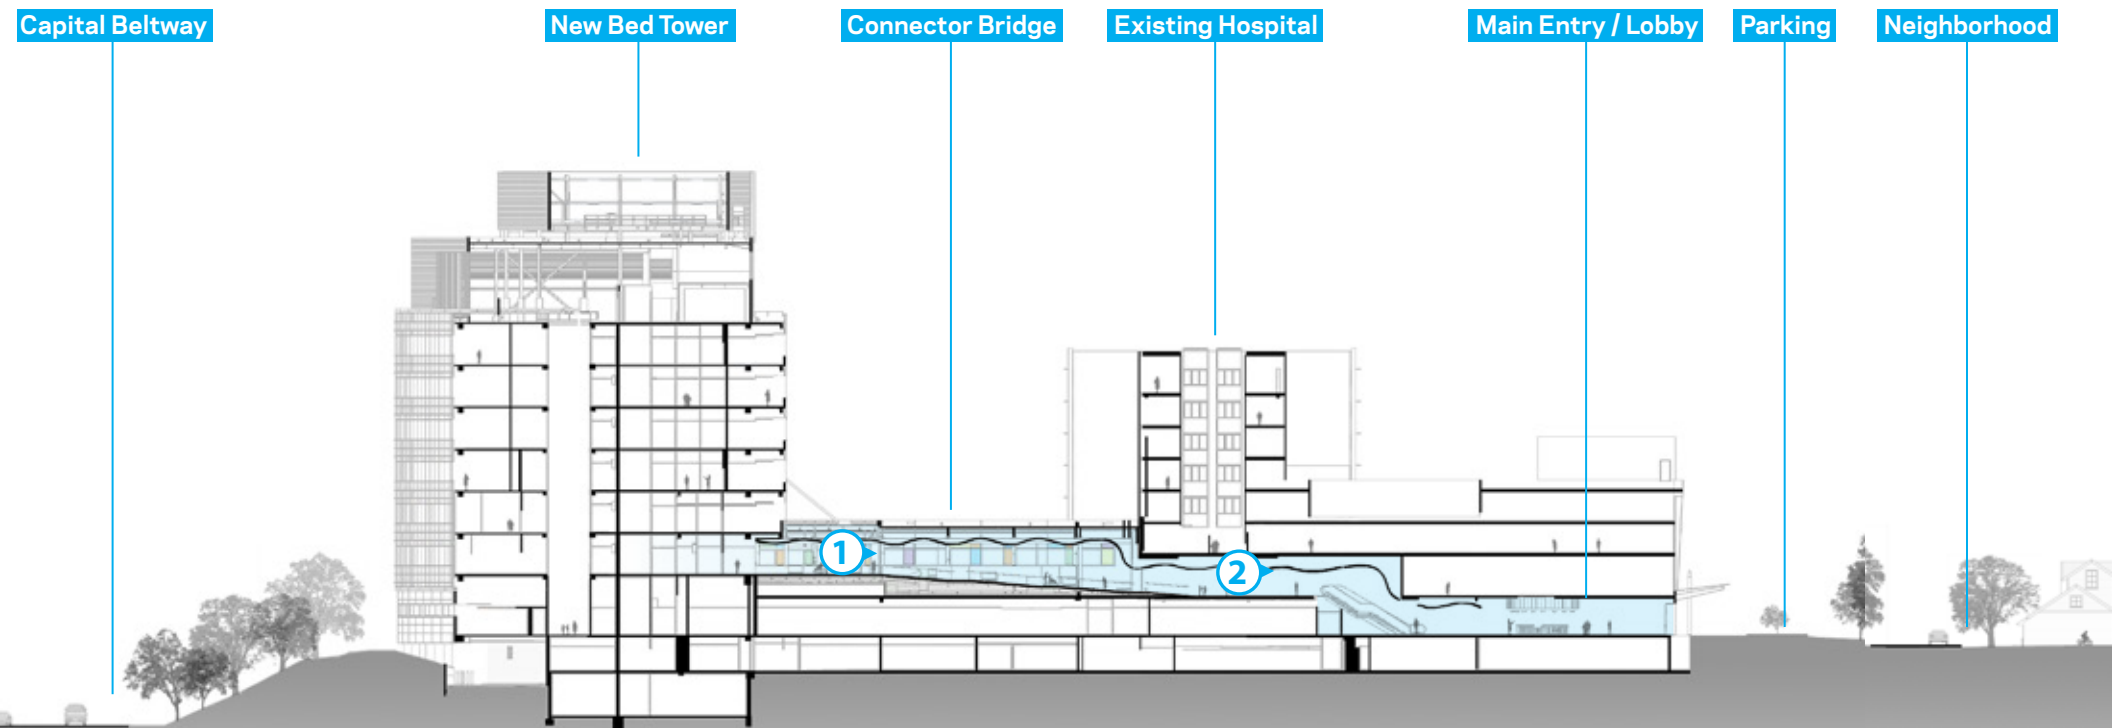 Capital Beltway
New Bed Tower
Connector Bridge
Existing Hospital
Main Entry / Lobby
Parking
Neighborhood
1
2